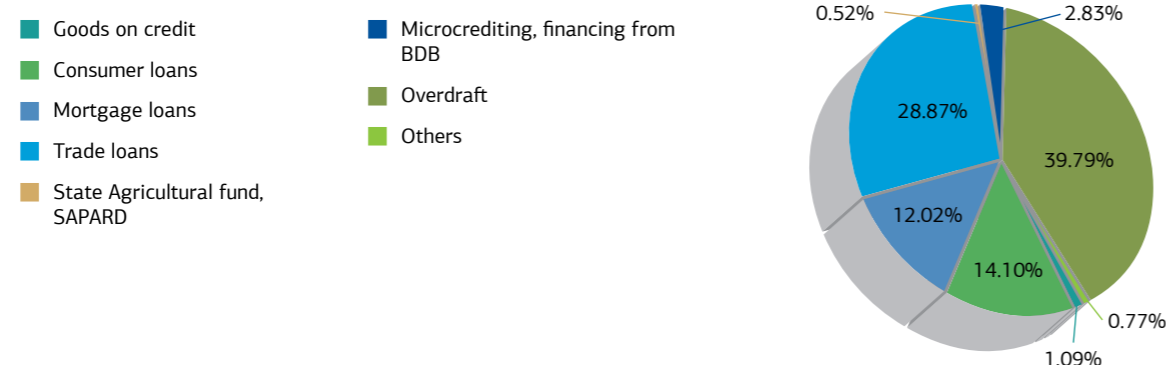 Goods on credit
Consumer loans
Mortgage loans
Trade loans
State Agricultural fund,
SAPARD
Microcrediting, financing from
BDB
Overdraft
Others
0.52%
2.83%
28.87%
39.79%
12.02%
14.10%
0.77%
1.09%